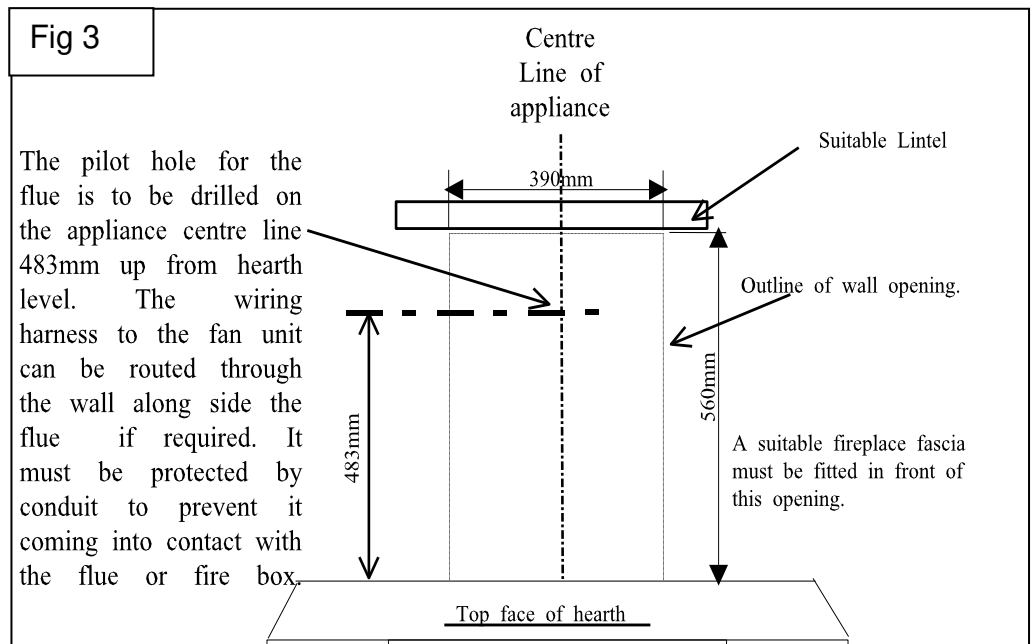 Fig 3
Centre
Line of
appliance
The pilot hole for the
flue is to be drilled on
the appliance centre line
483mm up from hearth
level. The wiring
harness to the fan unit
can be routed through
the wall along side the
flue if required. It
must be protected by
conduit to prevent it
coming into contact with
the flue or fire box.
390mm
Suitable Lintel
Outline of wall opening.
560mm
483mm
A suitable fireplace fascia
must be fitted in front of
this opening.
Top face of hearth